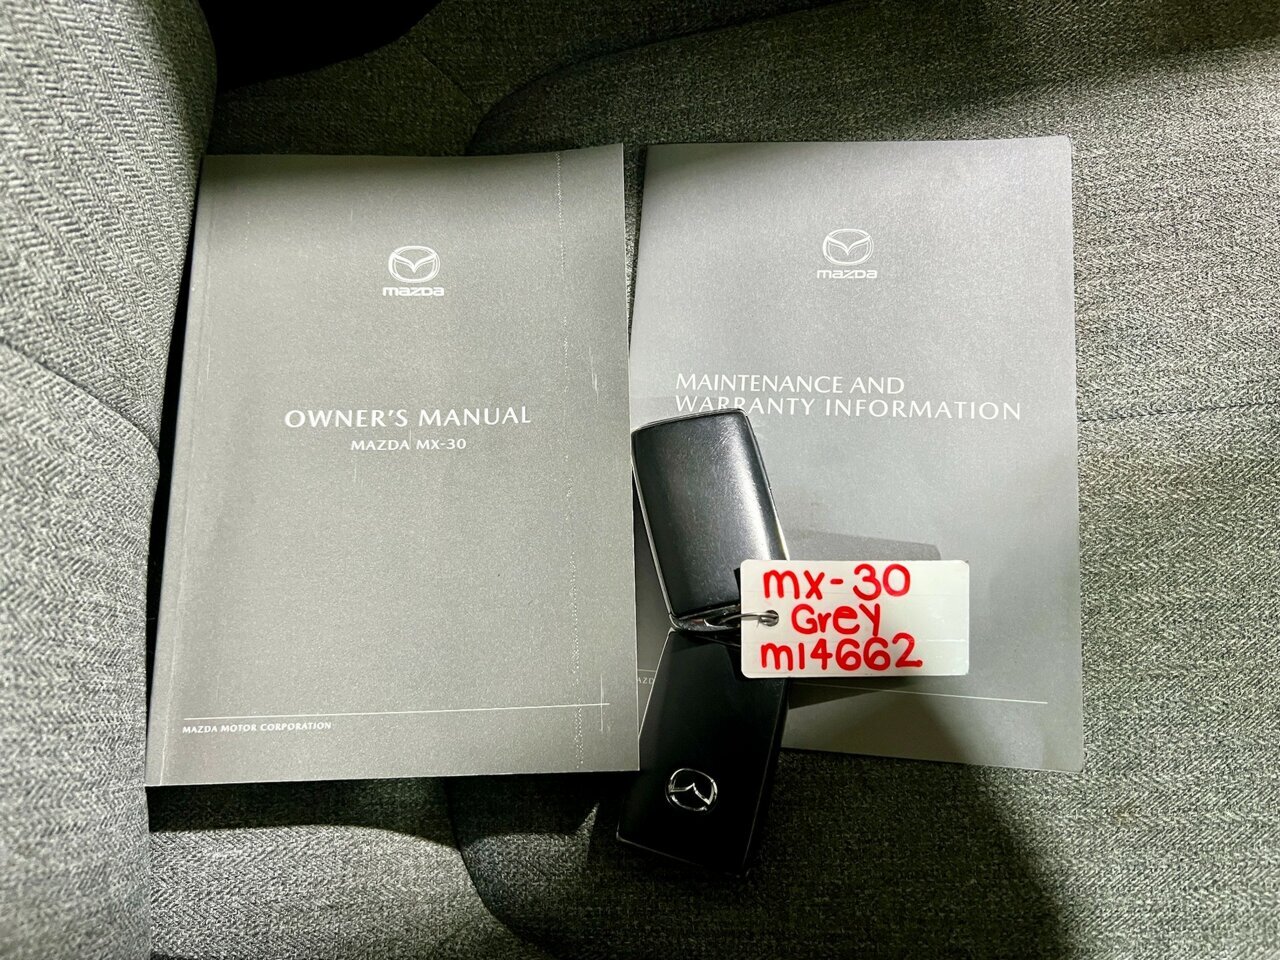 mazda
OWNER'S MANUAL
MAZDA MX-30
MAZDA MOTOR CORPORATION
mazda
MAINTENANCE AND
WARRANTY INFORMATION
mx-30
Grey
m14662